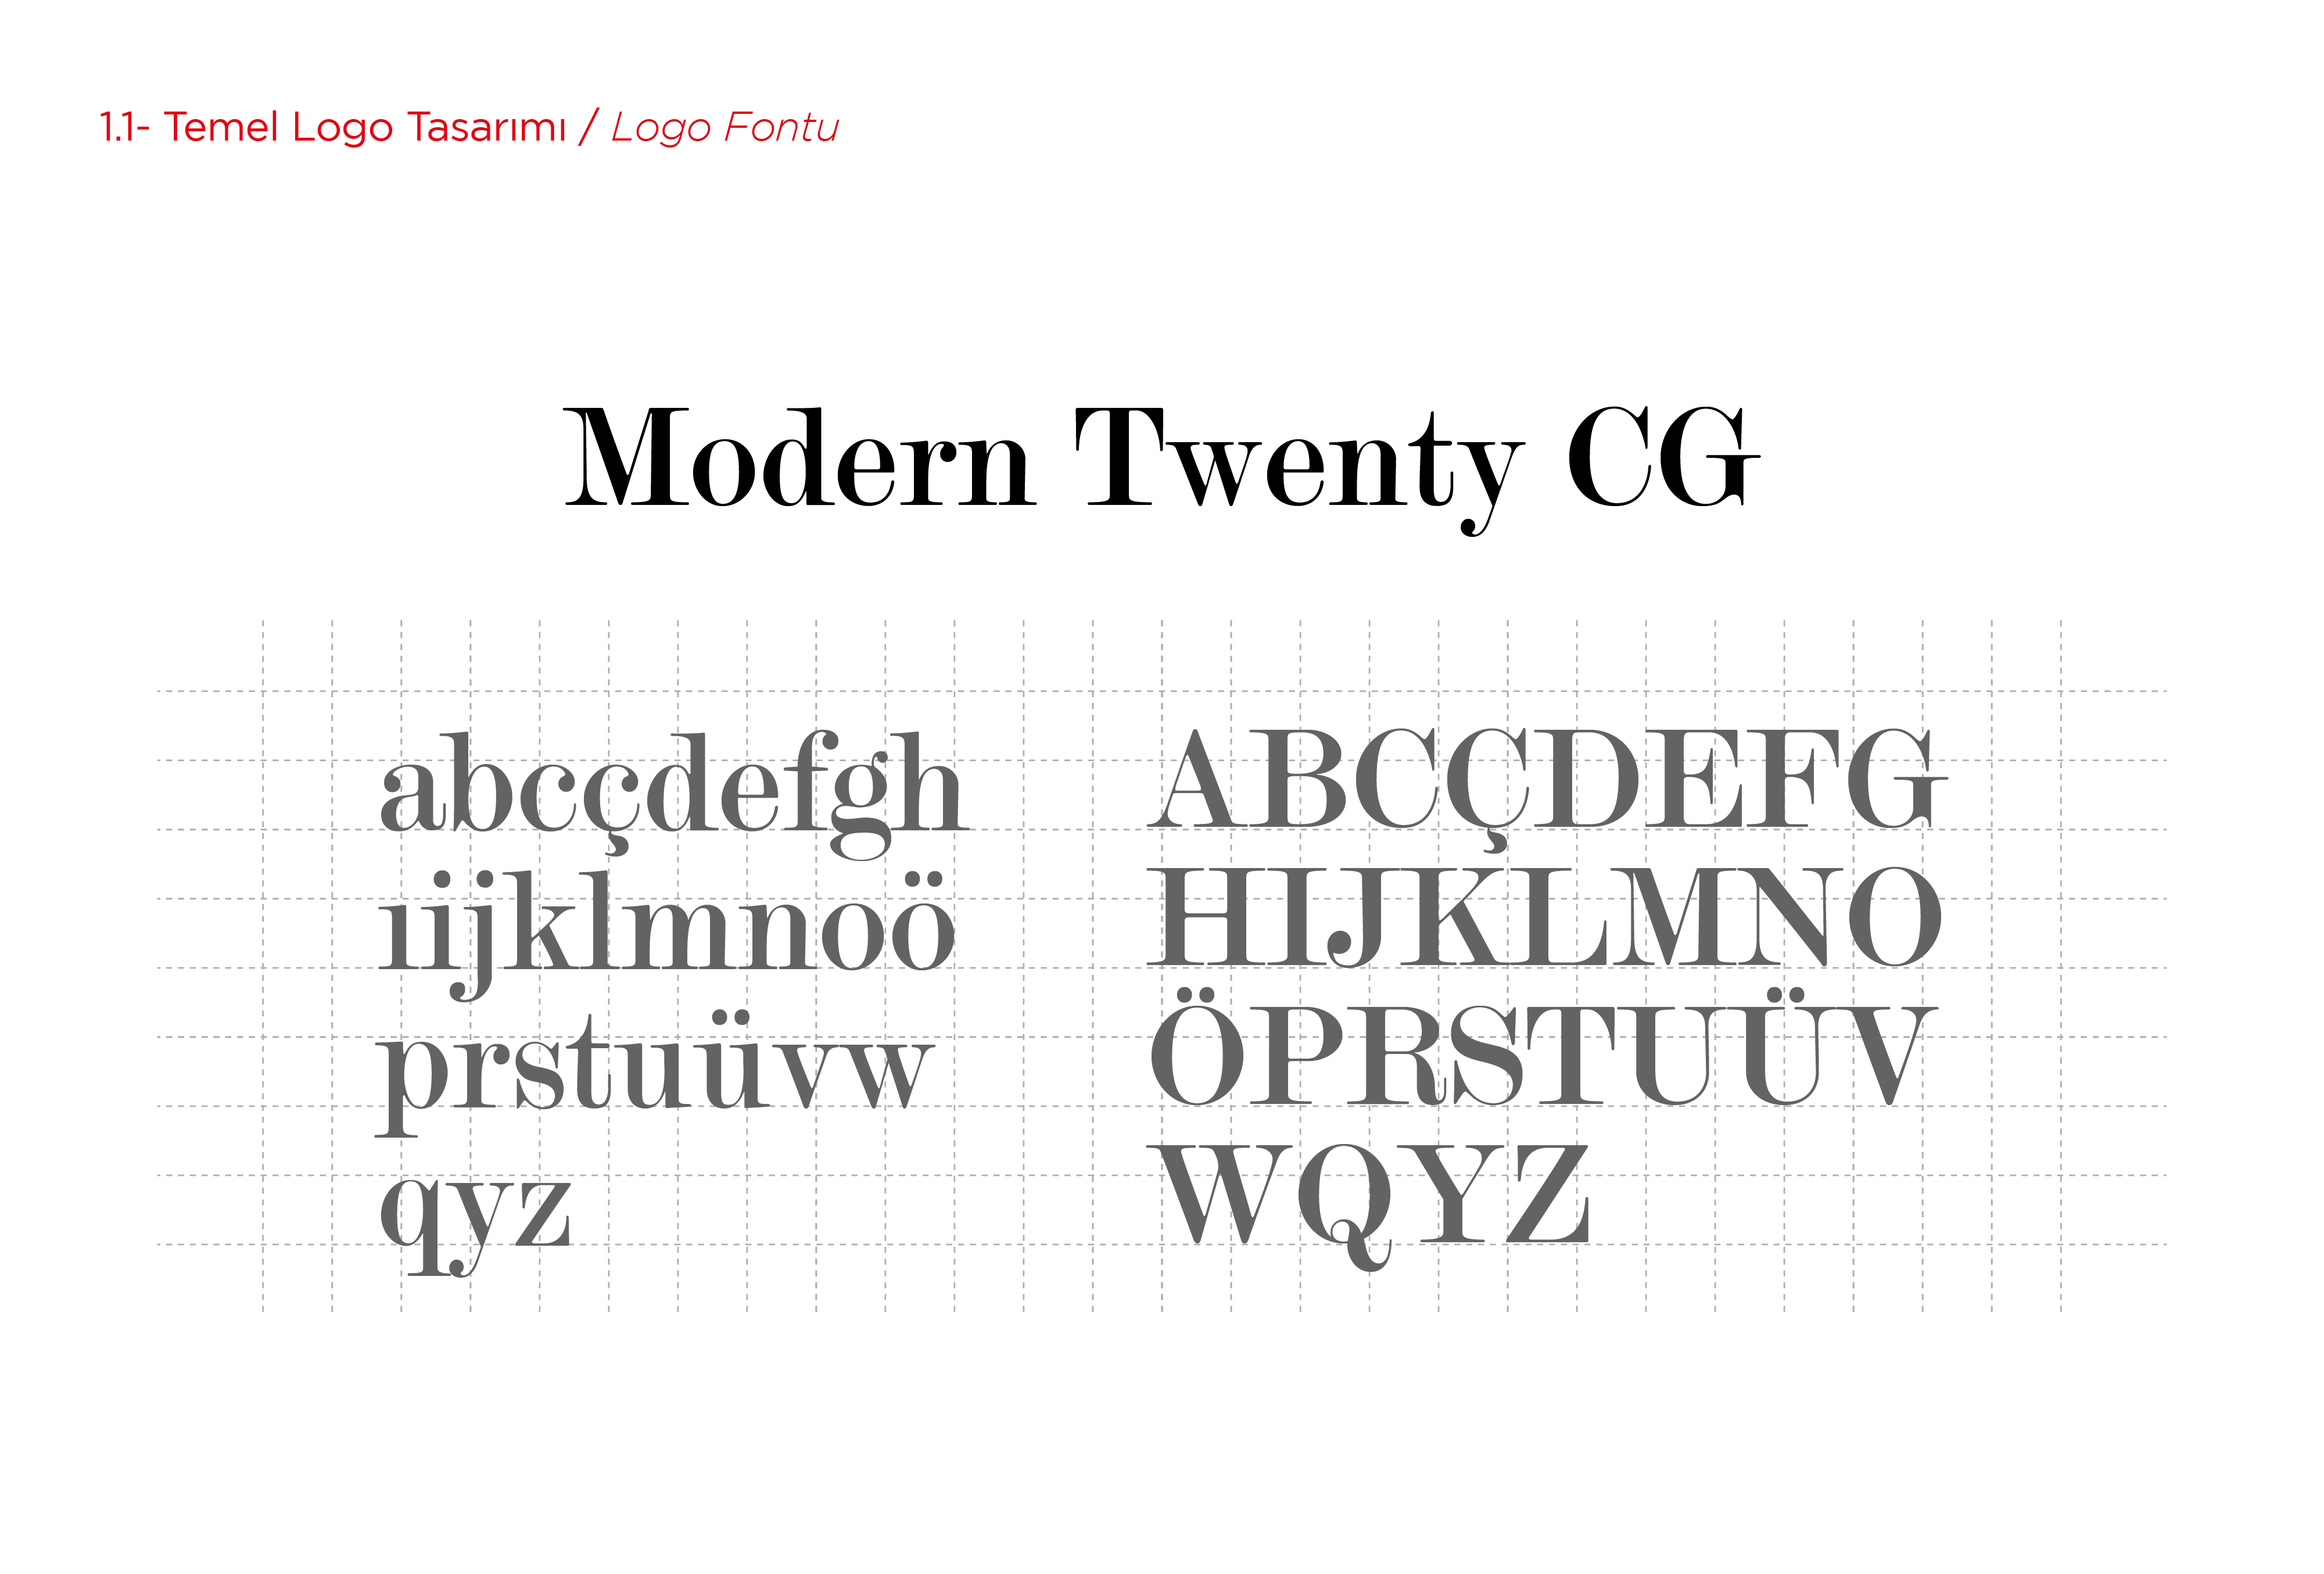 1.1- Temel Logo Tasarımı / Logo Fontu
Modern Twenty CG
abcçdefgh
ıijklmnoö
prstuüvw
qyz
ABCÇDEFG
HIJKLMNO
ÖPRSTUÜV
WQYZ